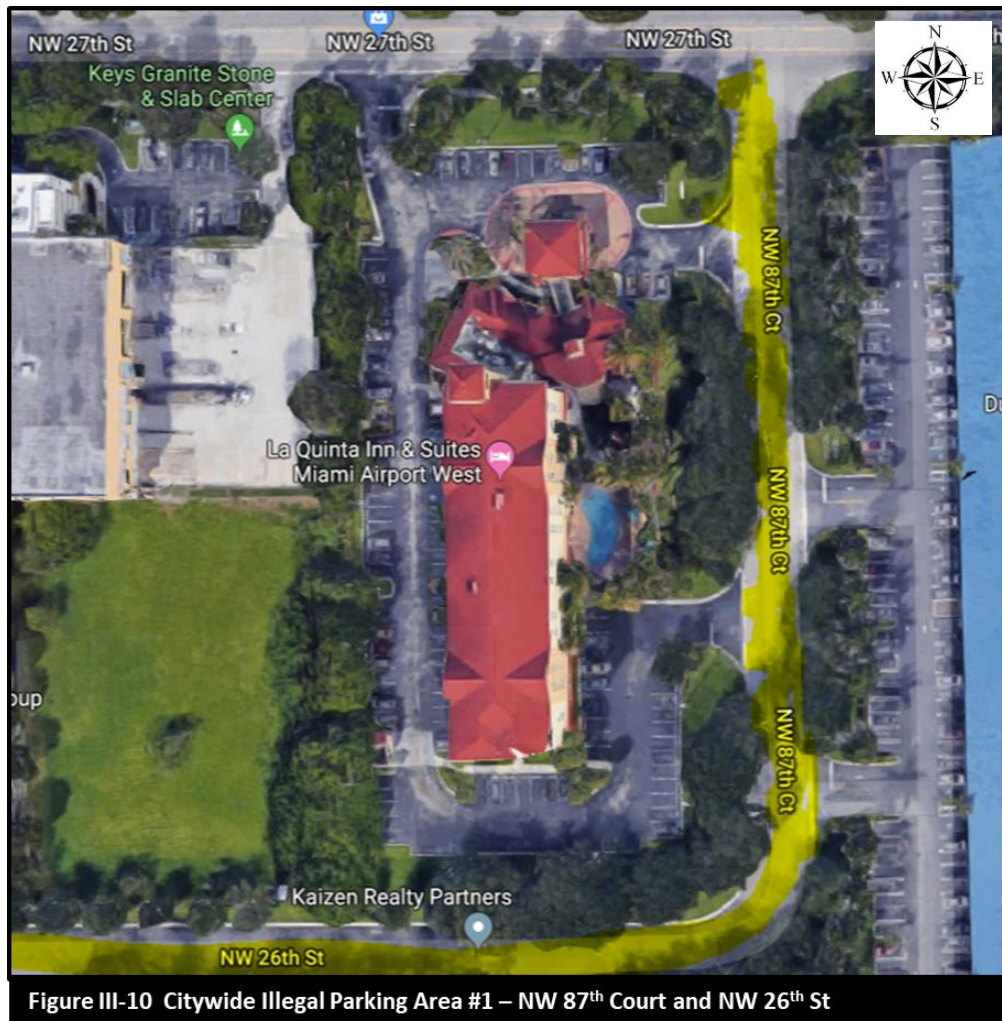 NW 27th St
NW 27th St
NW 27th St
N
W E
S
Keys Granite Stone
& Slab Center
NW 87th Ct
La Quinta Inn & Suites
Miami Airport West
NW 87th Ct
oup
NW 87th Ct
Kaizen Realty Partners
NW 26th St
Figure III-10 Citywide Illegal Parking Area #1 – NW 87th Court and NW 26th St